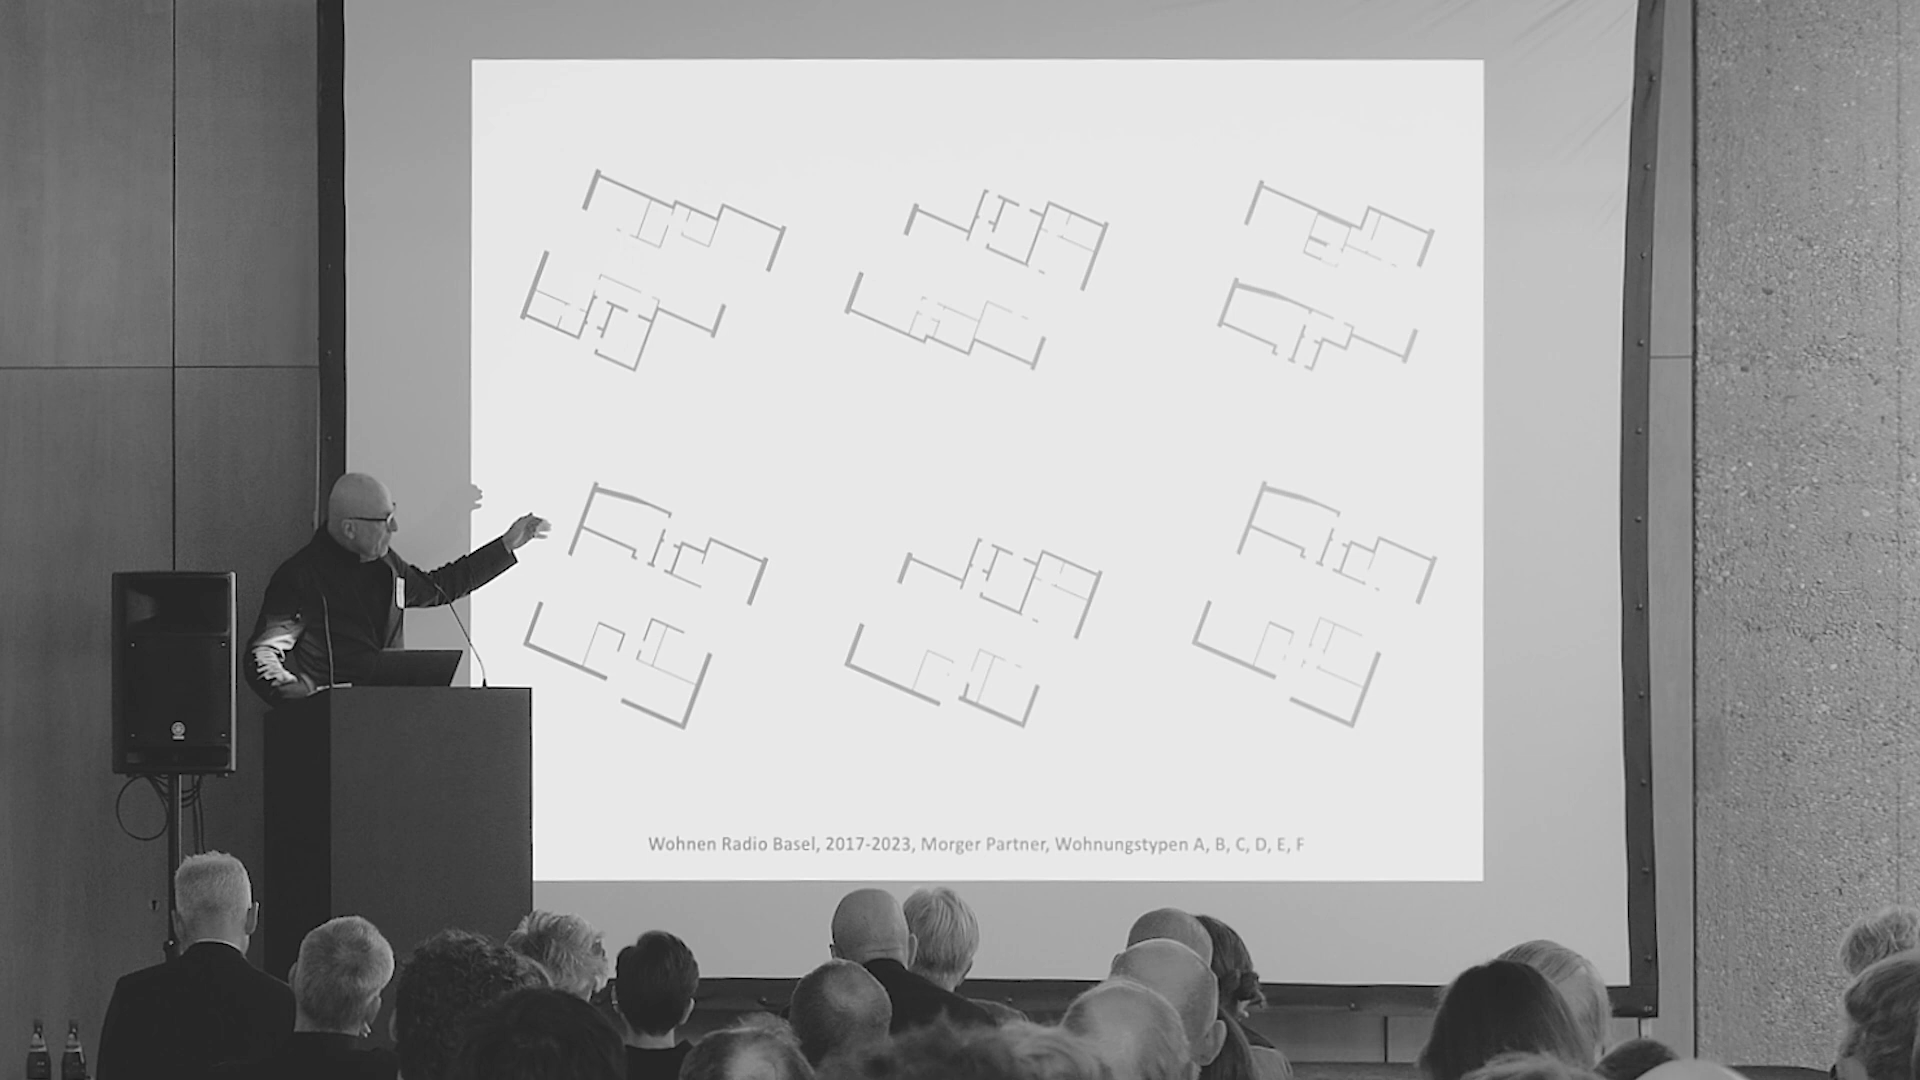 Wohnen Radio Basel, 2017-2023, Morger Partner, Wohnungstypen A, B, C, D, E, F